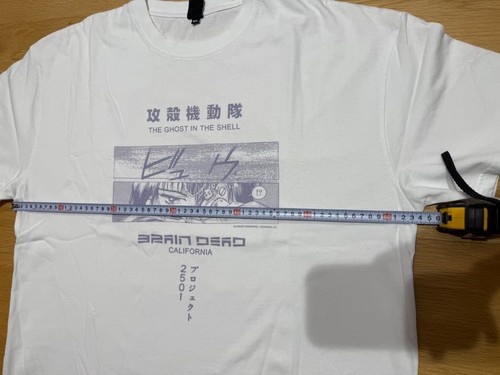 攻殻機動隊
THE GHOST IN THE SHELL
ビュウ
!?
BRAIN DEAD
CALIFORNIA
プロジェクト
2501